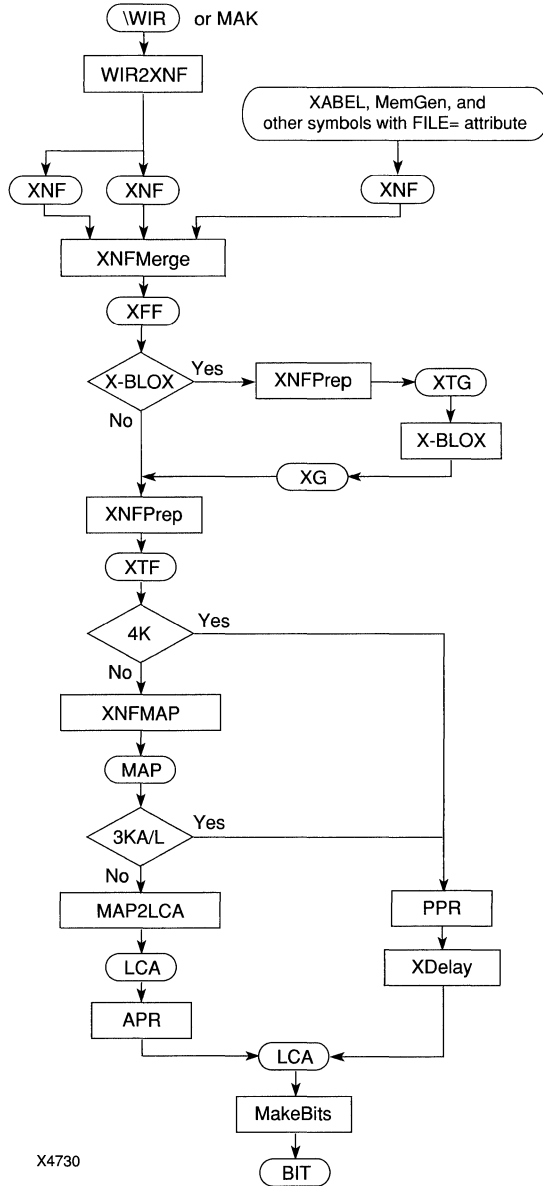 \WIR or MAK
WIR2XNF
XABEL, MemGen, and
other symbols with FILE= attribute
XNF
XNF
XNF
XNFMerge
XFF
X-BLOX
Yes
XNFPrep
XTG
No
X-BLOX
XG
XNFPrep
XTF
4K
Yes
No
XNFMAP
MAP
3KA/L
Yes
No
MAP2LCA
PPR
LCA
XDelay
APR
LCA
MakeBits
X4730
BIT